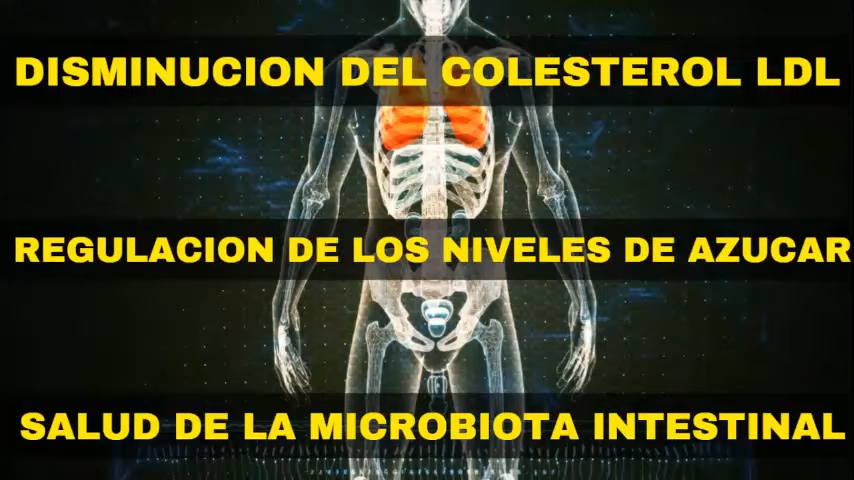 DISMINUCION DEL COLESTEROL LDL
REGULACION DE LOS NIVELES DE AZUCAR
SALUD DE LA MICROBIOTA INTESTINAL